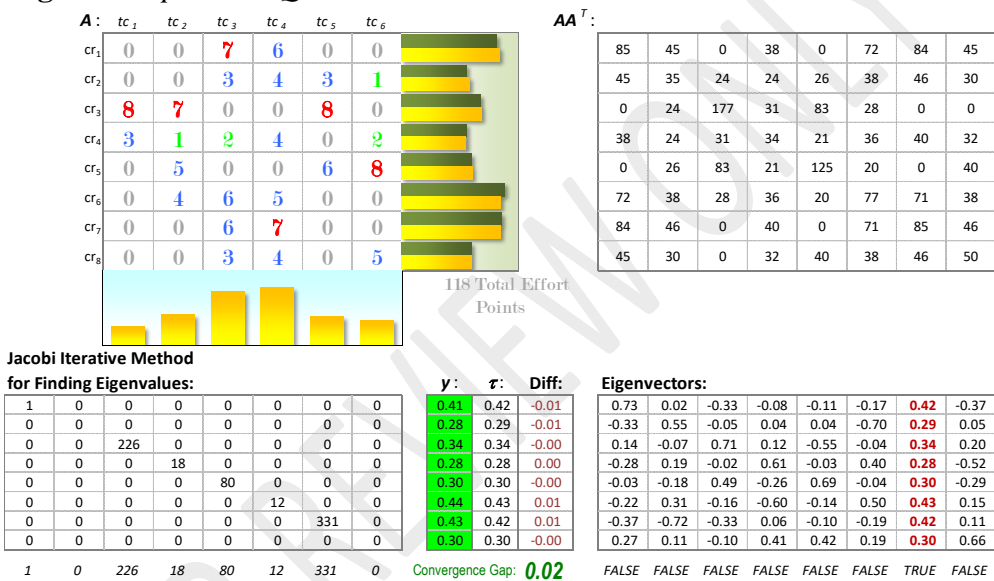 A : tc 1 tc 2 tc 3 tc 4 tc 5 tc 6 AA T :
cr1 0 0 7 6 0 0 85 45 0 38 0 72 84 45
cr2 0 0 3 4 3 1 45 35 24 24 26 38 46 30
cr3 8 7 0 0 8 0 0 24 177 31 83 28 0 0
cr4 3 1 2 4 0 2 38 24 31 34 21 36 40 32
cr5 0 5 0 0 6 8 0 26 83 21 125 20 0 40
cr6 0 4 6 5 0 0 72 38 28 36 20 77 71 38
cr7 0 0 6 7 0 0 84 46 0 40 0 71 85 46
cr8 0 0 3 4 0 5 45 30 0 32 40 38 46 50
118 Total Effort
Points
Jacobi Iterative Method
for Finding Eigenvalues: y : τ : Diff: Eigenvectors:
1 0 0 0 0 0 0 0 0.41 0.42 -0.01 0.73 0.02 -0.33 -0.08 -0.11 -0.17 0.42 -0.37
0 0 0 0 0 0 0 0 0.28 0.29 -0.01 -0.33 0.55 -0.05 0.04 0.04 -0.70 0.29 0.05
0 0 226 0 0 0 0 0 0.34 0.34 -0.00 0.14 -0.07 0.71 0.12 -0.55 -0.04 0.34 0.20
0 0 0 18 0 0 0 0 0.28 0.28 0.00 -0.28 0.19 -0.02 0.61 -0.03 0.40 0.28 -0.52
0 0 0 0 80 0 0 0 0.30 0.30 -0.00 -0.03 -0.18 0.49 -0.26 0.69 -0.04 0.30 -0.29
0 0 0 0 0 12 0 0 0.44 0.43 0.01 -0.22 0.31 -0.16 -0.60 -0.14 0.50 0.43 0.15
0 0 0 0 0 0 331 0 0.43 0.42 0.01 -0.37 -0.72 -0.33 0.06 -0.10 -0.19 0.42 0.11
0 0 0 0 0 0 0 0 0.30 0.30 -0.00 0.27 0.11 -0.10 0.41 0.42 0.19 0.30 0.66
1 0 226 18 80 12 331 0 Convergence Gap: 0.02 FALSE FALSE FALSE FALSE FALSE FALSE TRUE FALSE